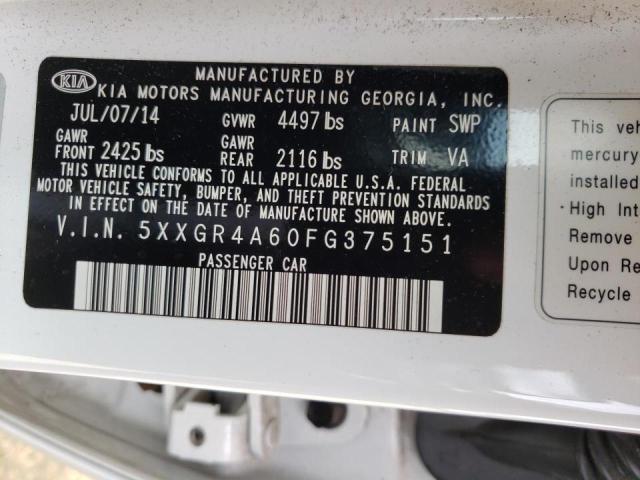 KIA
MANUFACTURED BY
KIA MOTORS MANUFACTURING GEORGIA, INC.
JUL/07/14 GVWR 4497 lbs PAINT SWP
GAWR FRONT 2425 lbs GAWR REAR 2116 lbs TRIM VA
THIS VEHICLE CONFORMS TO ALL APPLICABLE U.S.A. FEDERAL
MOTOR VEHICLE SAFETY, BUMPER, AND THEFT PREVENTION STANDARDS
IN EFFECT ON THE DATE OF MANUFACTURE SHOWN ABOVE.
V.I.N. 5XXGR4A60FG375151
PASSENGER CAR
This veh
mercury
installed
· High Int
Removal
Upon Re
Recycle